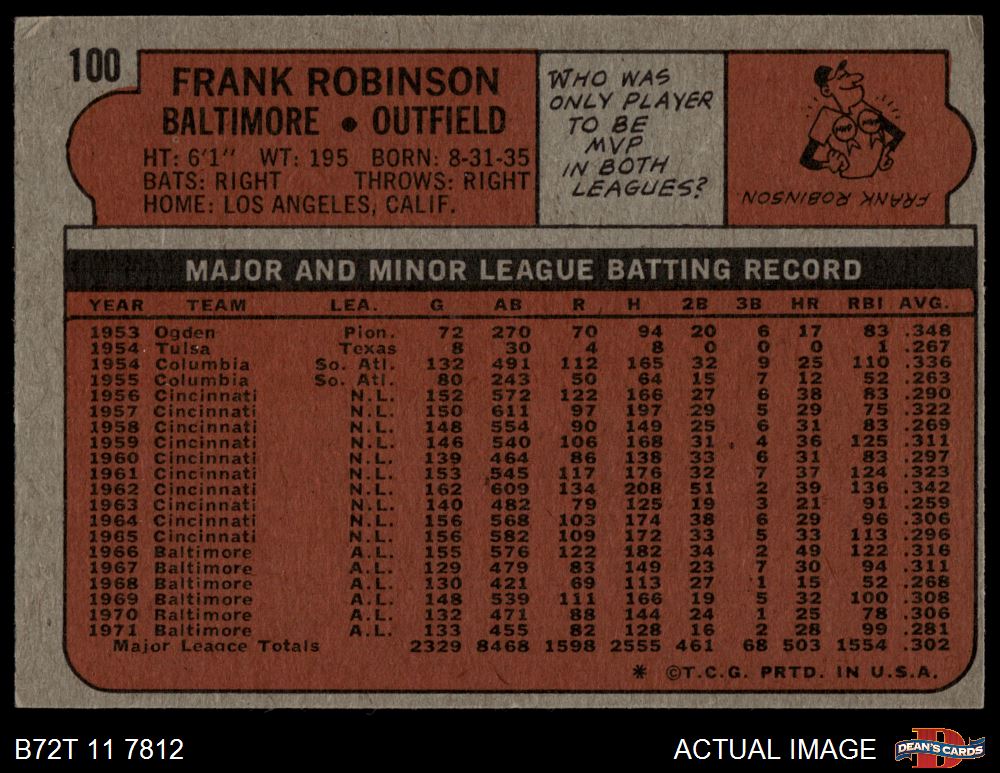 100
FRANK ROBINSON
BALTIMORE • OUTFIELD
HT: 6'1" WT: 195 BORN: 8-31-35
BATS: RIGHT THROWS: RIGHT
HOME: LOS ANGELES, CALIF.
WHO WAS
ONLY PLAYER
TO BE
MVP
IN BOTH
LEAGUES?
MVP
MVP
FRANK ROBINSON
MAJOR AND MINOR LEAGUE BATTING RECORD
YEAR TEAM LEA. G AB R H 2B 3B HR RBI AVG.
1953 Ogden Pion. 72 270 70 94 20 6 17 83 .348
1954 Tulsa Texas 8 30 4 8 0 0 0 1 .267
1954 Columbia So. Atl. 132 491 112 165 32 9 25 110 .336
1955 Columbia So. Atl. 80 243 50 64 15 7 12 52 .263
1956 Cincinnati N.L. 152 572 122 166 27 6 38 83 .290
1957 Cincinnati N.L. 150 611 97 197 29 5 29 75 .322
1958 Cincinnati N.L. 148 554 90 149 25 6 31 83 .269
1959 Cincinnati N.L. 146 540 106 168 31 4 36 125 .311
1960 Cincinnati N.L. 139 464 86 138 33 6 31 83 .297
1961 Cincinnati N.L. 153 545 117 176 32 7 37 124 .323
1962 Cincinnati N.L. 162 609 134 208 51 2 39 136 .342
1963 Cincinnati N.L. 140 482 79 125 19 3 21 91 .259
1964 Cincinnati N.L. 156 568 103 174 38 6 29 96 .306
1965 Cincinnati N.L. 156 582 109 172 33 5 33 113 .296
1966 Baltimore A.L. 155 576 122 182 34 2 49 122 .316
1967 Baltimore A.L. 129 479 83 149 23 7 30 94 .311
1968 Baltimore A.L. 130 421 69 113 27 1 15 52 .268
1969 Baltimore A.L. 148 539 111 166 19 5 32 100 .308
1970 Baltimore A.L. 132 471 88 144 24 1 25 78 .306
1971 Baltimore A.L. 133 455 82 128 16 2 28 99 .281
Major League Totals 2329 8468 1598 2555 461 68 503 1554 .302
* ©T.C.G. PRTD. IN U.S.A.
B72T 11 7812
ACTUAL IMAGE
DEAN'S CARDS